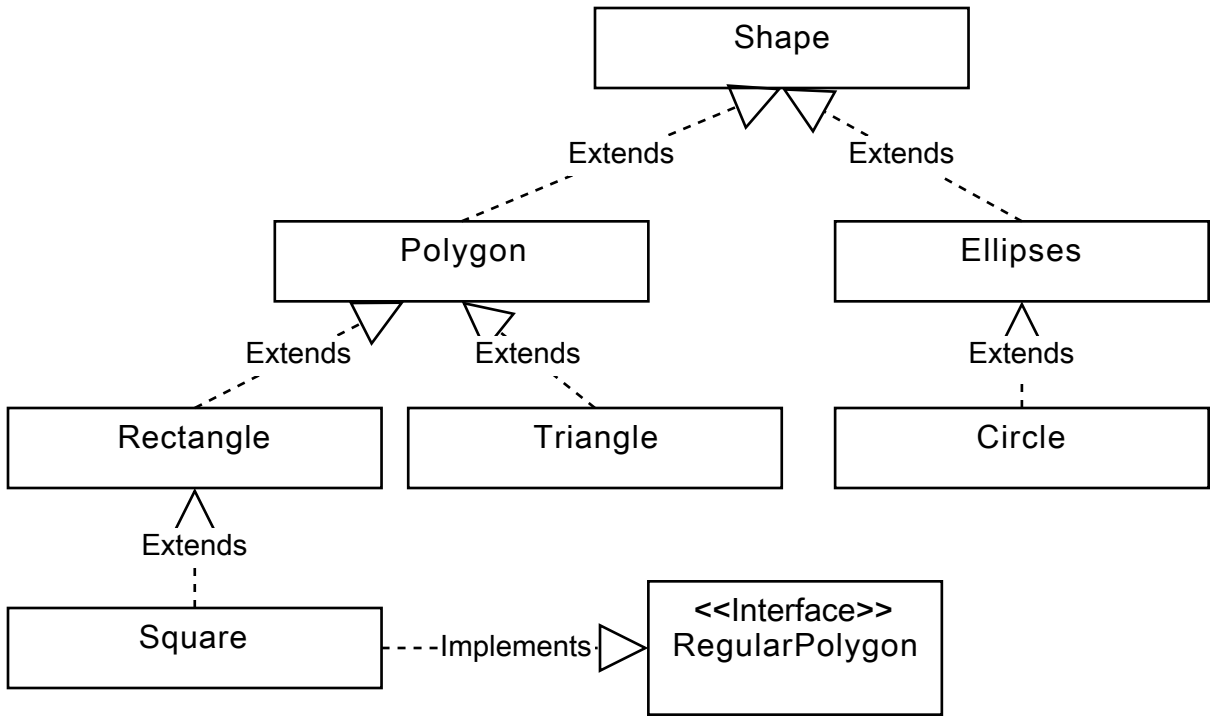 Shape
Extends
Extends
Polygon
Ellipses
Extends
Extends
Extends
Rectangle
Triangle
Circle
Extends
Square
Implements
<<Interface>>
RegularPolygon